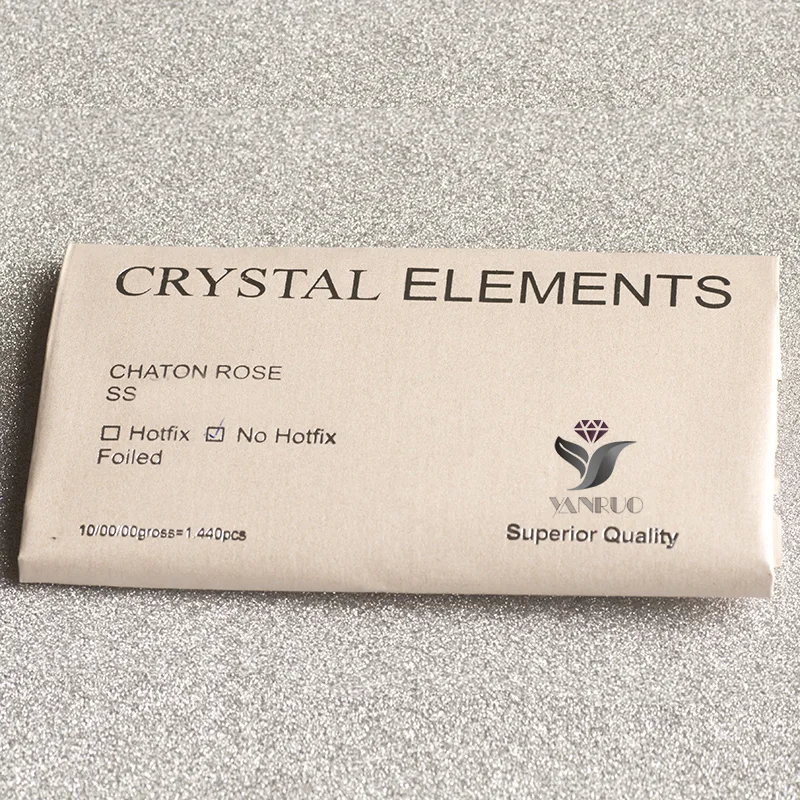 CRYSTAL ELEMENTS
CHATON ROSE
SS
☐ Hotfix ☑ No Hotfix
Foiled
YANRUO
10/00/00gross=1.440pcs
Superior Quality